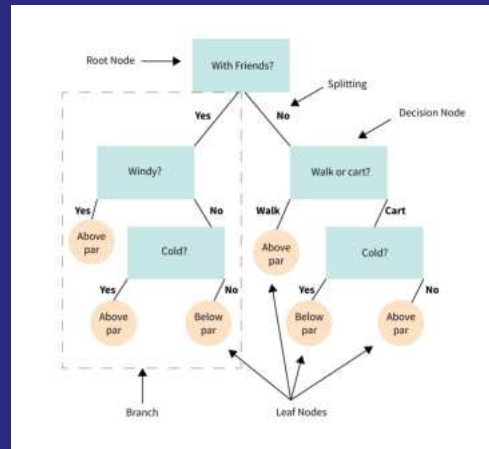 Root Node
With Friends?
Splitting
Yes
No
Decision Node
Windy?
Walk or cart?
Yes
No
Walk
Cart
Above
par
Cold?
Above
par
Cold?
Yes
No
Yes
No
Above
par
Below
par
Below
par
Above
par
Branch
Leaf Nodes